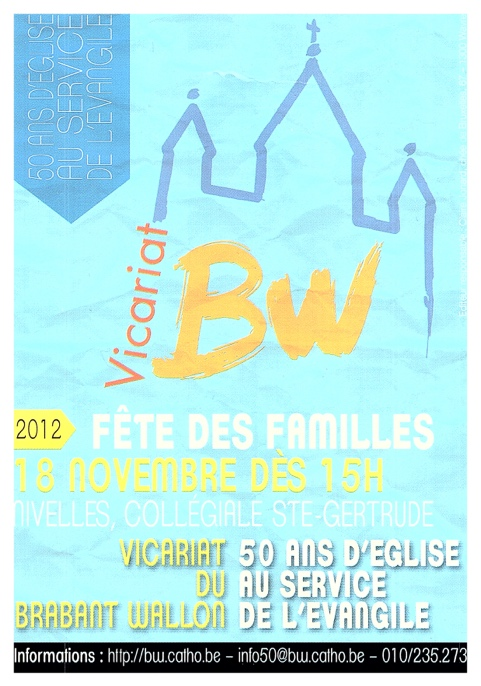 50 ANS D'EGLISE
AU SERVICE
DE L'EVANGILE
Vicariat
BW
2012
FÊTE DES FAMILLES
18 NOVEMBRE DÈS 15H
NIVELLES, COLLÉGIALE STE-GERTRUDE
VICARIAT 50 ANS D'EGLISE
DU AU SERVICE
BRABANT WALLON DE L'EVANGILE
Informations : http://bw.catho.be – info50@bw.catho.be – 010/235.273